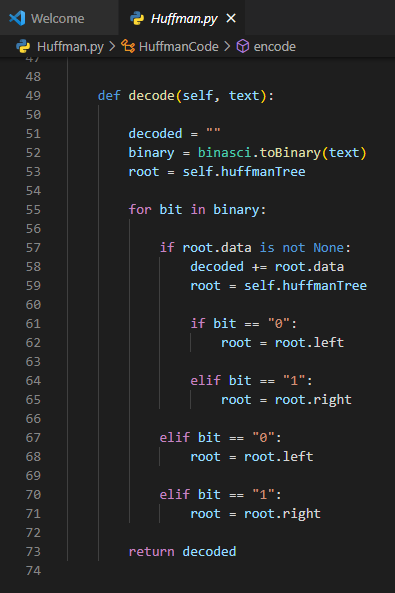 Welcome Huffman.py
Huffman.py > HuffmanCode > encode
47
48
49 def decode(self, text):
50
51 decoded = ""
52 binary = binasci.toBinary(text)
53 root = self.huffmanTree
54
55 for bit in binary:
56
57 if root.data is not None:
58 decoded += root.data
59 root = self.huffmanTree
60
61 if bit == "0":
62 root = root.left
63
64 elif bit == "1":
65 root = root.right
66
67 elif bit == "0":
68 root = root.left
69
70 elif bit == "1":
71 root = root.right
72
73 return decoded
74